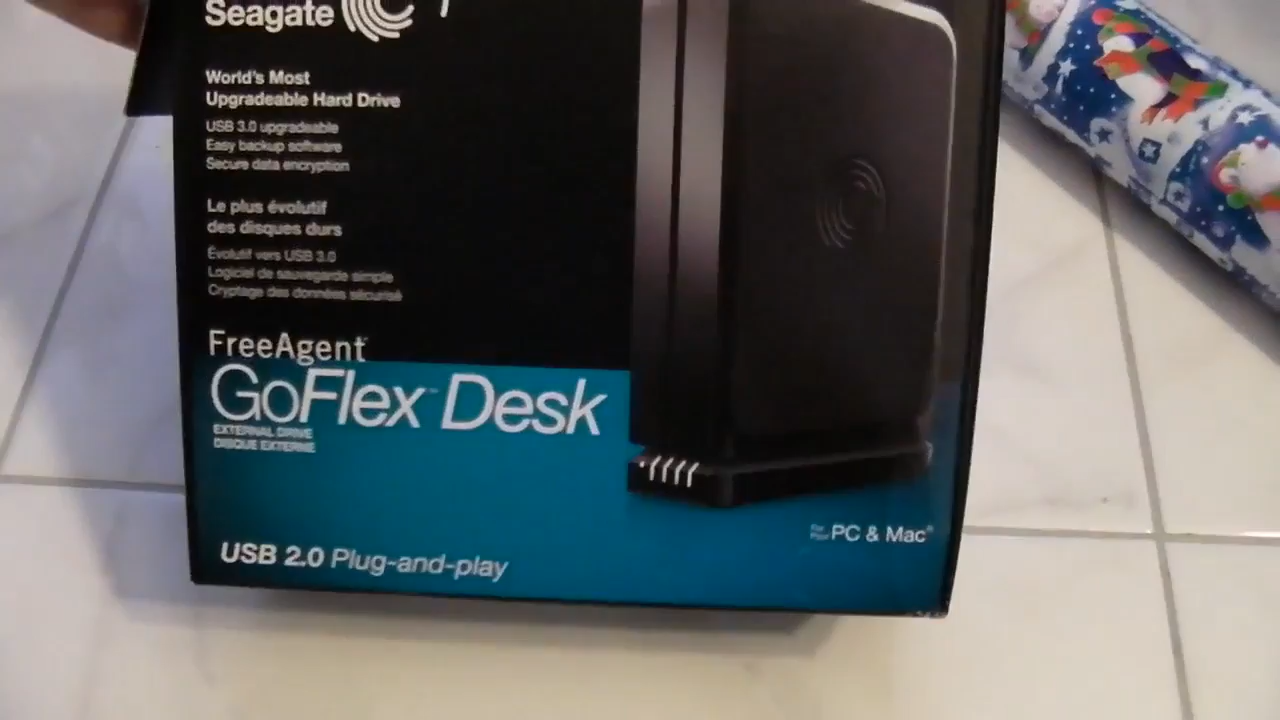 Seagate
World's Most
Upgradeable Hard Drive
USB 3.0 upgradeable
Easy backup software
Secure data encryption
Le plus évolutif
des disques durs
Évolutif vers USB 3.0
Logiciel de sauvegarde simple
Cryptage des données sécurisé
FreeAgent
GoFlex™ Desk
EXTERNAL DRIVE
DISQUE EXTERNE
PC & Mac®
USB 2.0 Plug-and-play